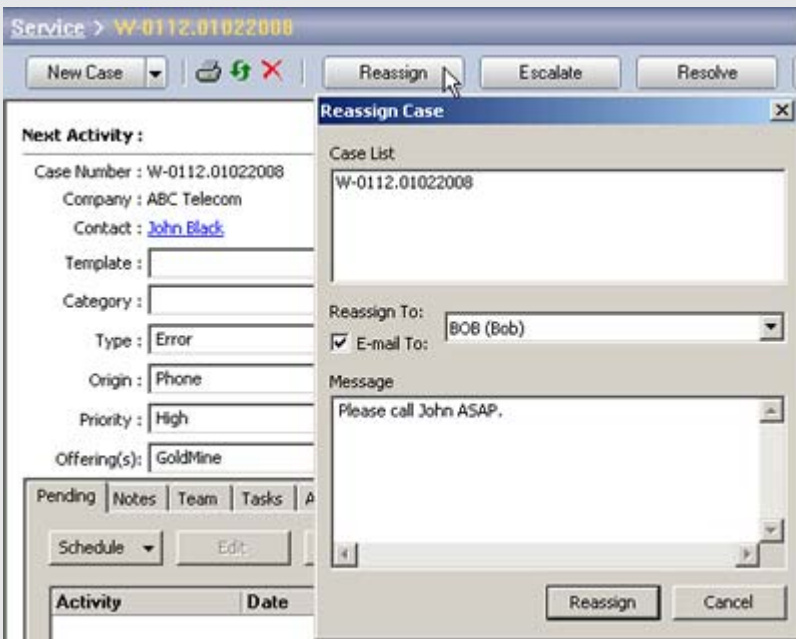 Service > W-0112.01022008
New Case Reassign Escalate Resolve
Next Activity :
Case Number : W-0112.01022008
Company : ABC Telecom
Contact : John Black
Template :
Category :
Type : Error
Origin : Phone
Priority : High
Offering(s): GoldMine
Pending Notes Team Tasks A
Schedule Edit
Activity Date
Reassign Case
Case List
W-0112.01022008
Reassign To:
BOB (Bob)
E-mail To:
Message
Please call John ASAP.
Reassign Cancel